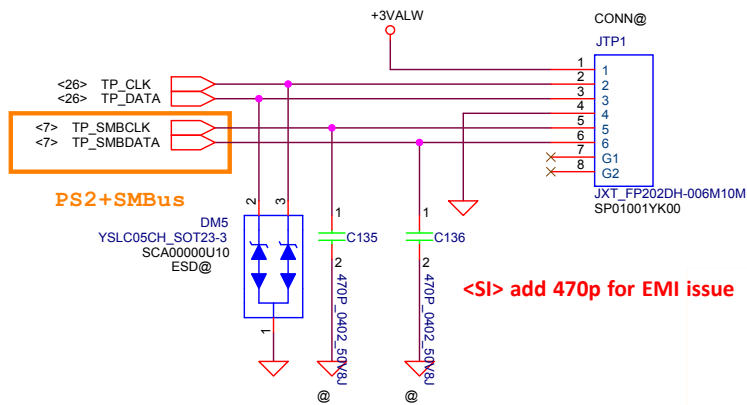 +3VALW
CONN@
JTP1
<26> TP_CLK
<26> TP_DATA
<7> TP_SMBCLK
<7> TP_SMBDATA
1
2
3
4
5
6
7
8
1
2
3
4
5
6
G1
G2
JXT_FP202DH-006M10M
SP01001YK00
PS2+SMBus
2
3
DM5
YSLC05CH_SOT23-3
SCA00000U10
ESD@
1
1
C135
2
470P_0402_50V8J
@
1
C136
2
470P_0402_50V8J
@
<SI> add 470p for EMI issue